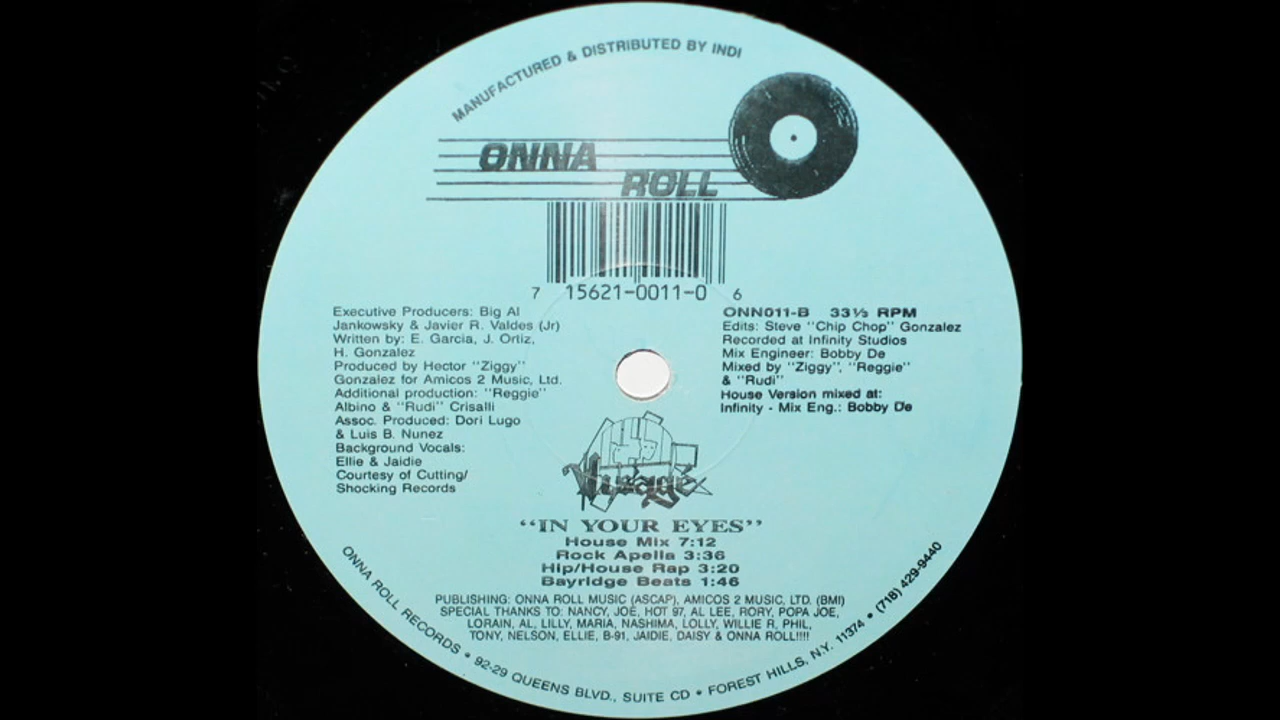 MANUFACTURED & DISTRIBUTED BY INDI
ONNA
ROLL
7 15621-0011-0 6
Executive Producers: Big Al
Jankowsky & Javier R. Valdes (Jr)
Written by: E. Garcia, J. Ortiz,
H. Gonzalez
Produced by Hector "Ziggy"
Gonzalez for Amicos 2 Music, Ltd.
Additional production: "Reggie"
Albino & "Rudi" Crisalli
Assoc. Produced: Dori Lugo
& Luis B. Nunez
Background Vocals:
Ellie & Jaidie
Courtesy of Cutting/
Shocking Records
ONN011-B 33⅓ RPM
Edits: Steve "Chip Chop" Gonzalez
Recorded at Infinity Studios
Mix Engineer: Bobby De
Mixed by "Ziggy", "Reggie"
& "Rudi"
House Version mixed at:
Infinity - Mix Eng.: Bobby De
Visage
"IN YOUR EYES"
House Mix 7:12
Rock Apella 3:36
Hip/House Rap 3:20
Bayridge Beats 1:46
PUBLISHING: ONNA ROLL MUSIC (ASCAP), AMICOS 2 MUSIC, LTD. (BMI)
SPECIAL THANKS TO: NANCY, JOE, HOT 97, AL LEE, RORY, POPA JOE,
LORAIN, AL, LILLY, MARIA, NASHIMA, LOLLY, WILLIE R, PHIL,
TONY, NELSON, ELLIE, B-91, JAIDIE, DAISY & ONNA ROLL!!!!
ONNA ROLL RECORDS • 92-29 QUEENS BLVD., SUITE CD • FOREST HILLS, N.Y. 11374 • (718) 429-9440